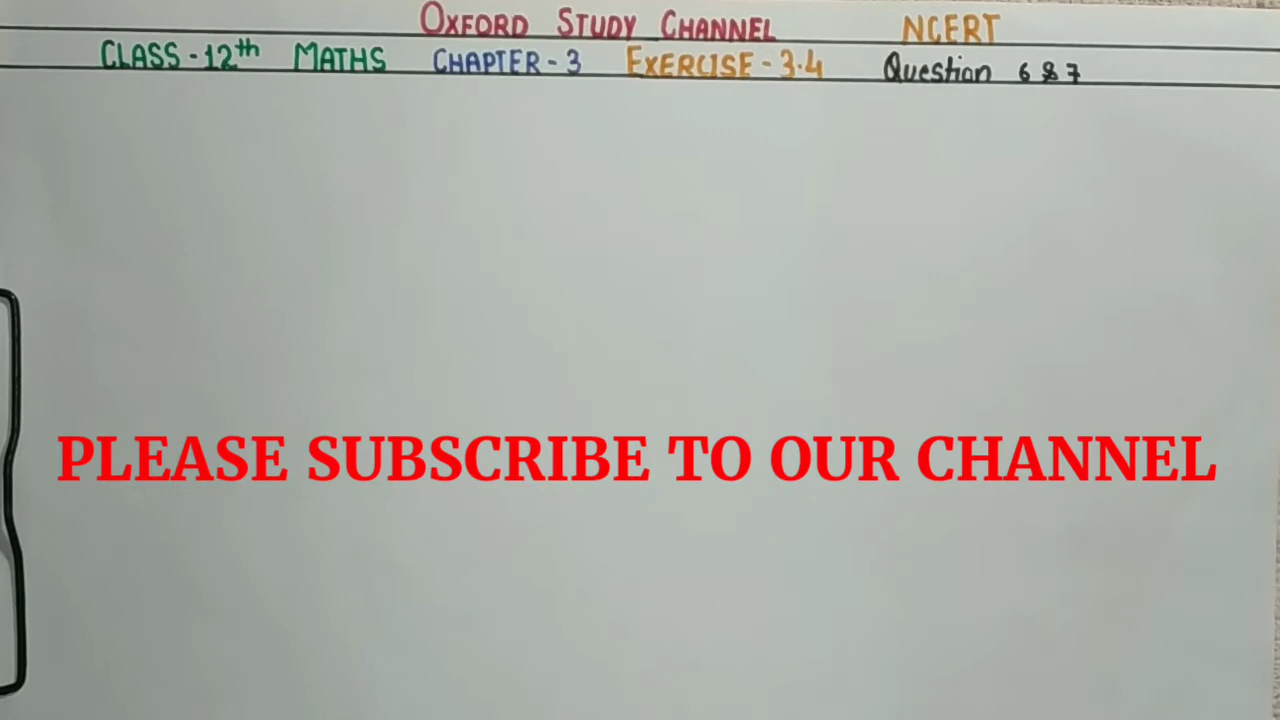 OXFORD STUDY CHANNEL NCERT
CLASS-12th MATHS CHAPTER-3 EXERCISE-3.4 Question 6 & 7
PLEASE SUBSCRIBE TO OUR CHANNEL